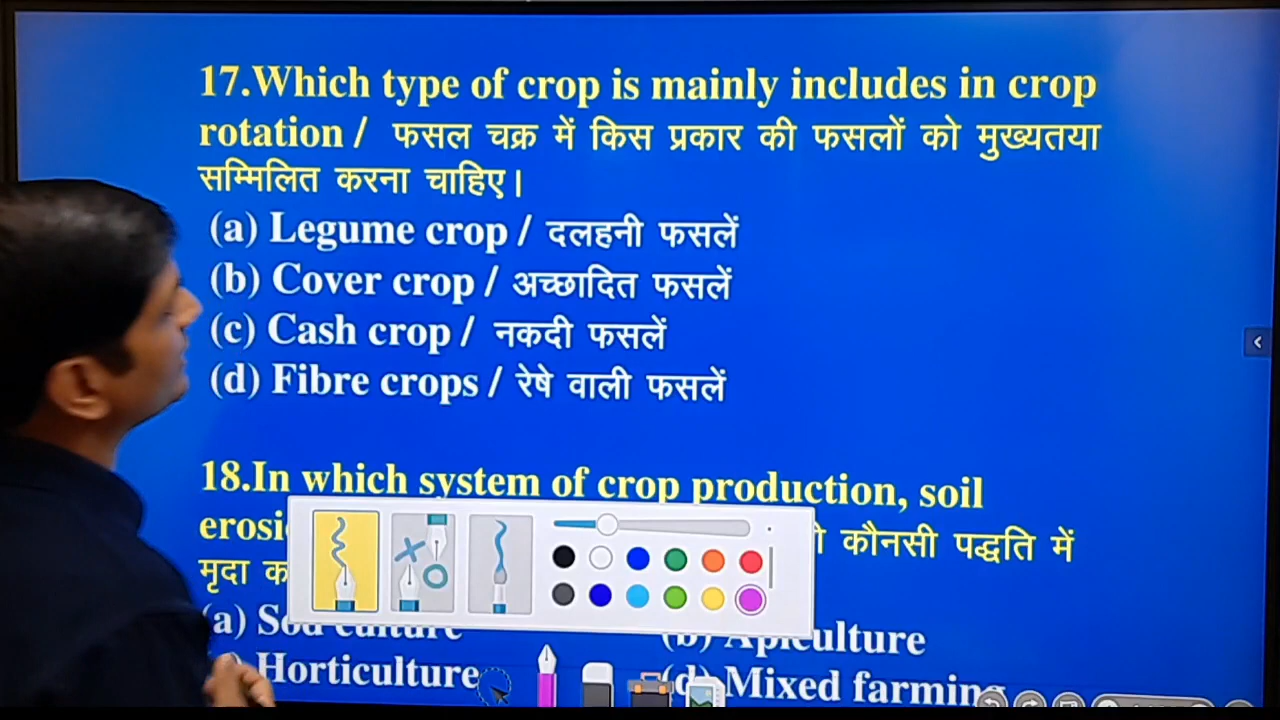 17.Which type of crop is mainly includes in crop
rotation / फसल चक्र में किस प्रकार की फसलों को मुख्यतया
सम्मिलित करना चाहिए।
(a) Legume crop / दलहनी फसलें
(b) Cover crop / अच्छादित फसलें
(c) Cash crop / नकदी फसलें
(d) Fibre crops / रेषे वाली फसलें
18.In which system of crop production, soil
कौनसी पद्धति में
मृदा
(a) Sod culture (b) Apiculture
Horticulture (d) Mixed farming